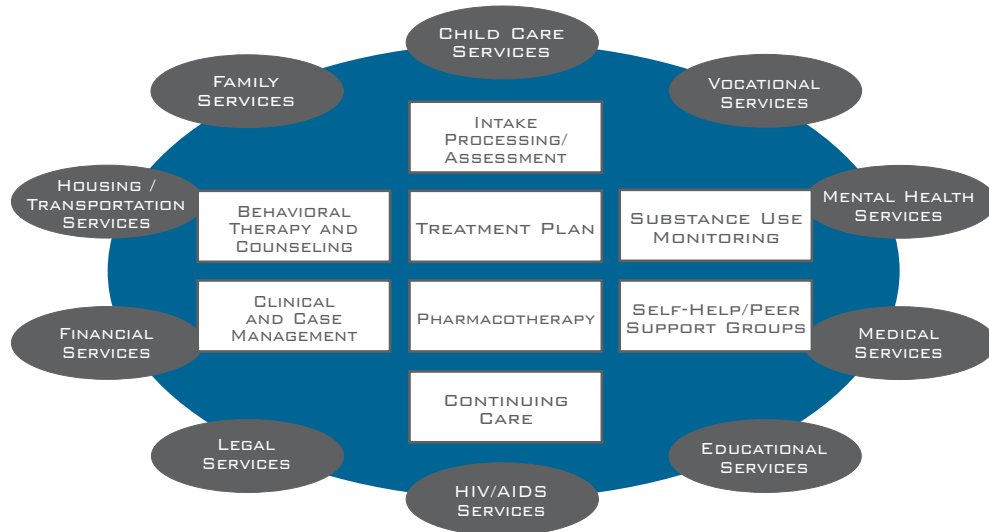 Child Care
Services
Family
Services
Vocational
Services
Intake
Processing/
Assessment
Housing /
Transportation
Services
Behavioral
Therapy and
Counseling
Treatment Plan
Substance Use
Monitoring
Mental Health
Services
Financial
Services
Clinical
and Case
Management
Pharmacotherapy
Self-Help/Peer
Support Groups
Medical
Services
Continuing
Care
Legal
Services
HIV/AIDS
Services
Educational
Services